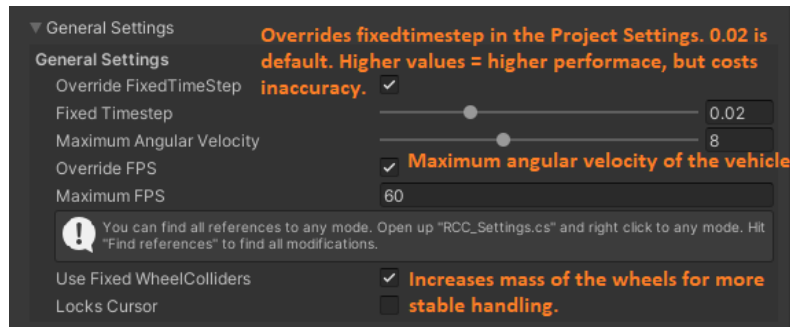 General Settings
Overrides fixedtimestep in the Project Settings. 0.02 is
default. Higher values = higher performace, but costs
inaccuracy.
General Settings
Override FixedTimeStep
Fixed Timestep 0.02
Maximum Angular Velocity 8
Override FPS
Maximum angular velocity of the vehicle
Maximum FPS 60
You can find all references to any mode. Open up "RCC_Settings.cs" and right click to any mode. Hit
"Find references" to find all modifications.
Use Fixed WheelColliders
Increases mass of the wheels for more
stable handling.
Locks Cursor